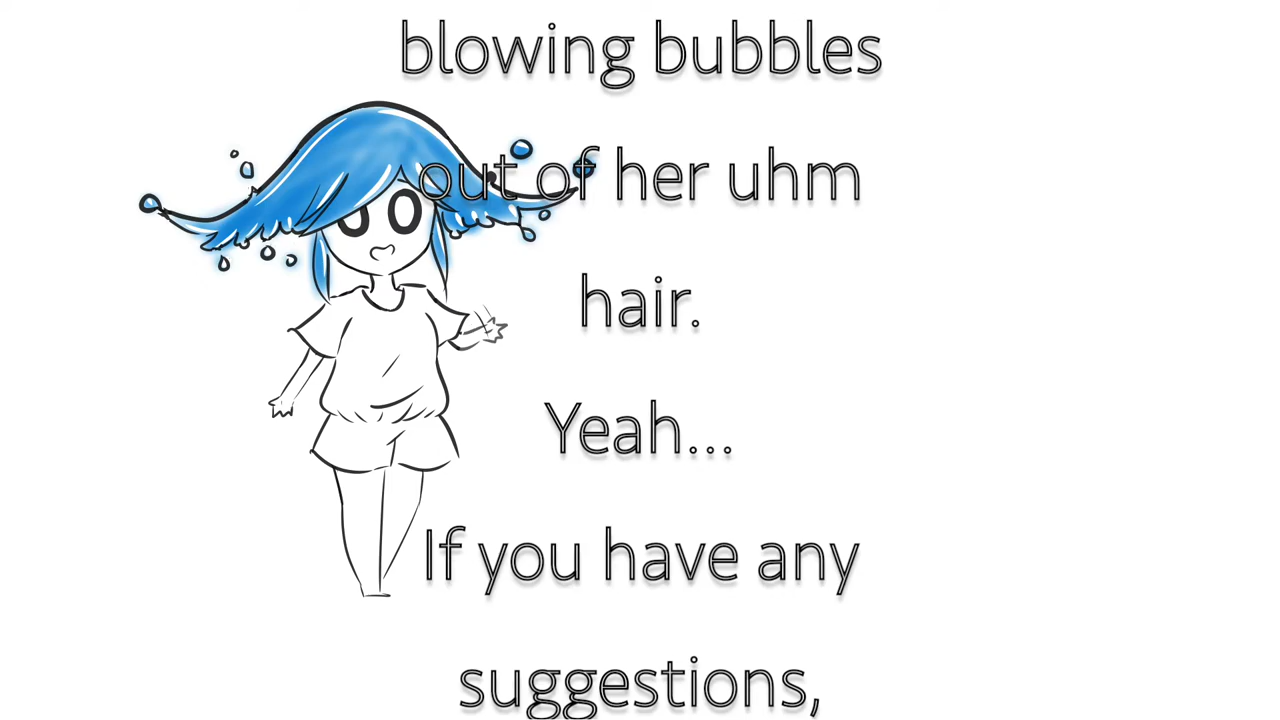 blowing bubbles
out of her uhm
hair.
Yeah...
If you have any
suggestions,